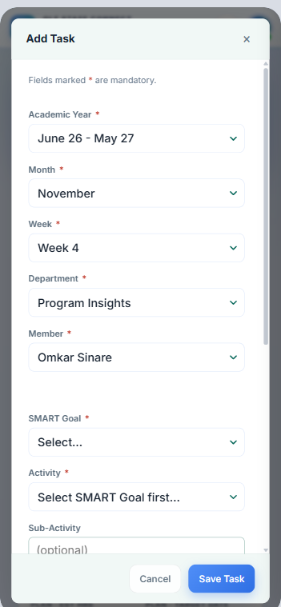 Add Task
×
Fields marked * are mandatory.
Academic Year *
June 26 - May 27
Month *
November
Week *
Week 4
Department *
Program Insights
Member *
Omkar Sinare
SMART Goal *
Select...
Activity *
Select SMART Goal first...
Sub-Activity
(optional)
Cancel
Save Task